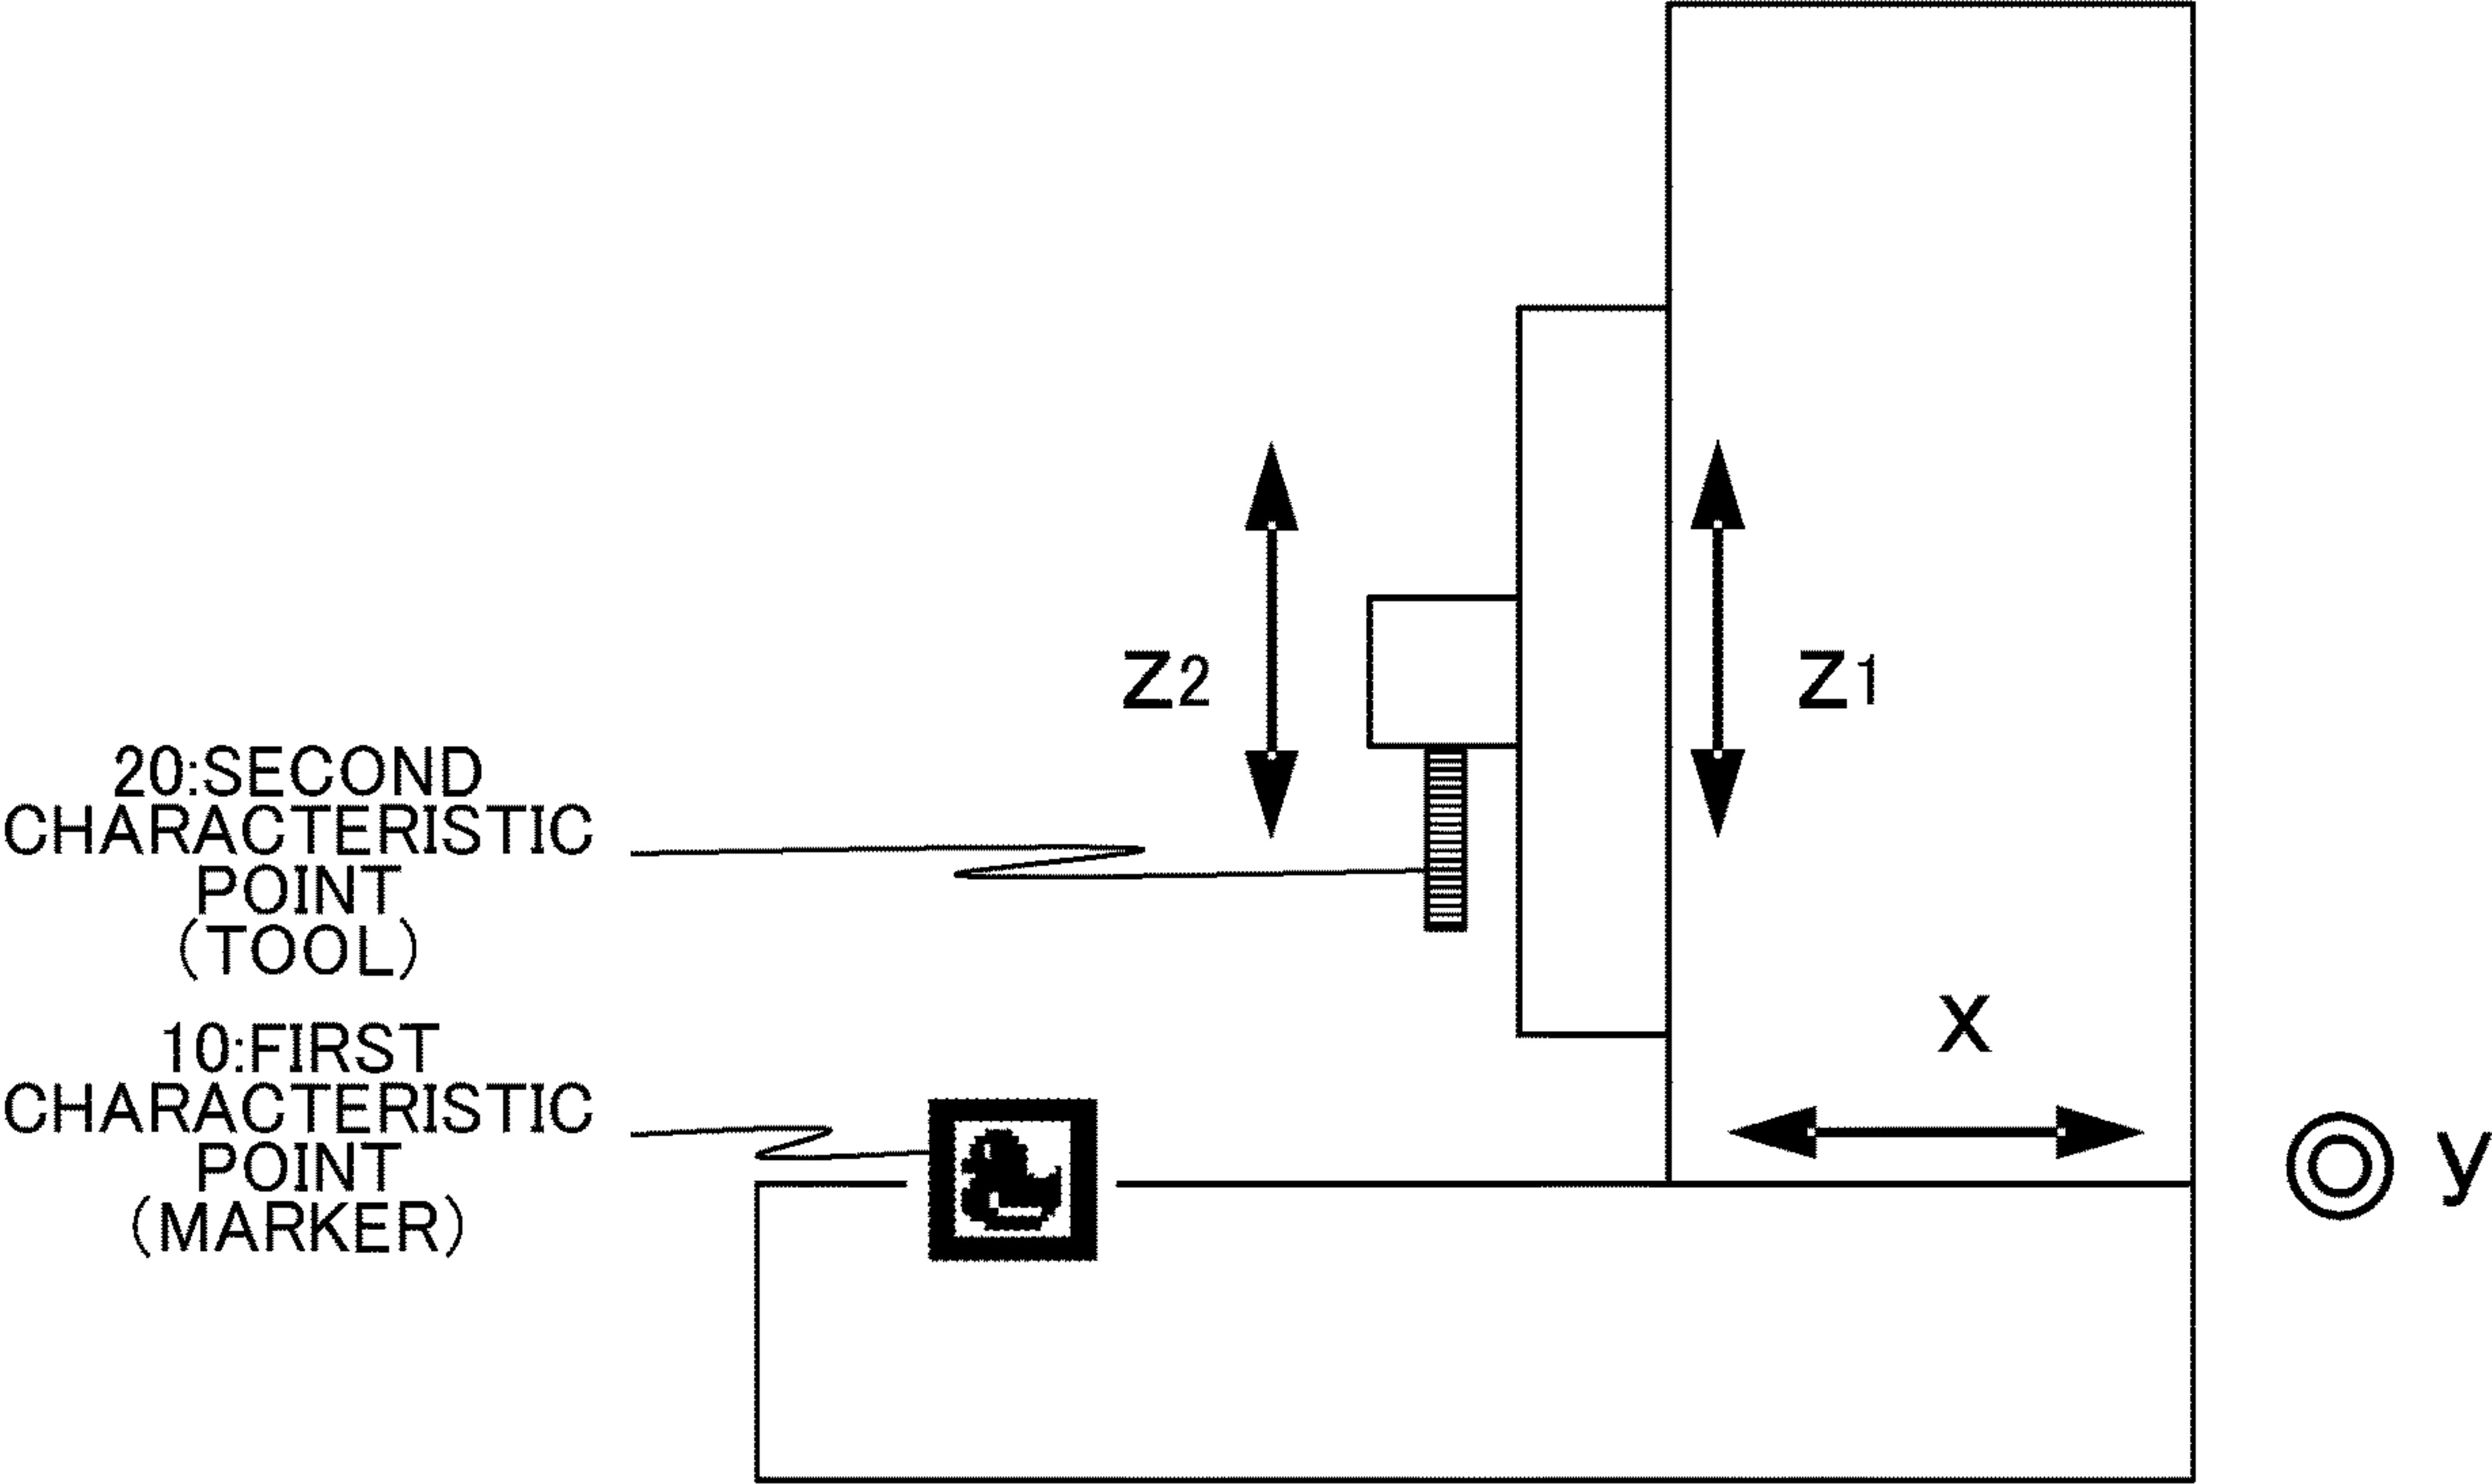 z2
z1
20:SECOND
CHARACTERISTIC
POINT
(TOOL)
10:FIRST
CHARACTERISTIC
POINT
(MARKER)
x
y